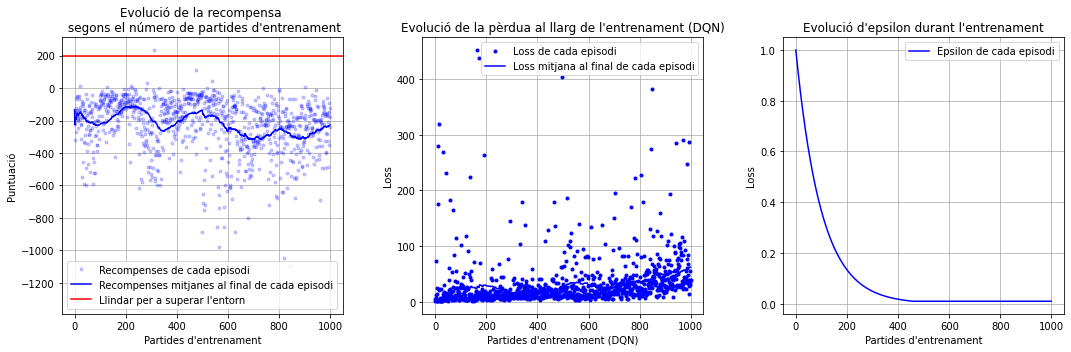 Evolució de la recompensa
segons el número de partides d'entrenament
200
0
−200
−400
−600
−800
−1000
−1200
Puntuació
Recompenses de cada episodi
Recompenses mitjanes al final de cada episodi
Llindar per a superar l'entorn
0
200
400
600
800
1000
Partides d'entrenament
Evolució de la pèrdua al llarg de l'entrenament (DQN)
Loss de cada episodi
Loss mitjana al final de cada episodi
400
300
200
100
0
Loss
0
200
400
600
800
1000
Partides d'entrenament (DQN)
Evolució d'epsilon durant l'entrenament
Epsilon de cada episodi
1.0
0.8
0.6
0.4
0.2
0.0
Loss
0
200
400
600
800
1000
Partides d'entrenament